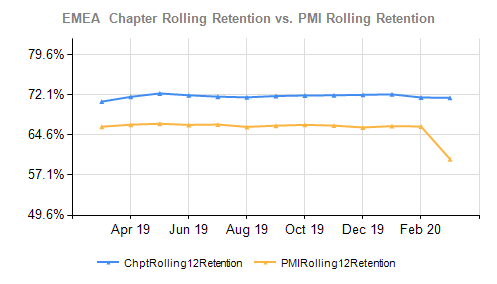 EMEA  Chapter Rolling Retention vs. PMI Rolling Retention
79.6%
72.1%
64.6%
57.1%
49.6%
Apr 19 Jun 19 Aug 19 Oct 19 Dec 19 Feb 20
ChptRolling12Retention PMIRolling12Retention